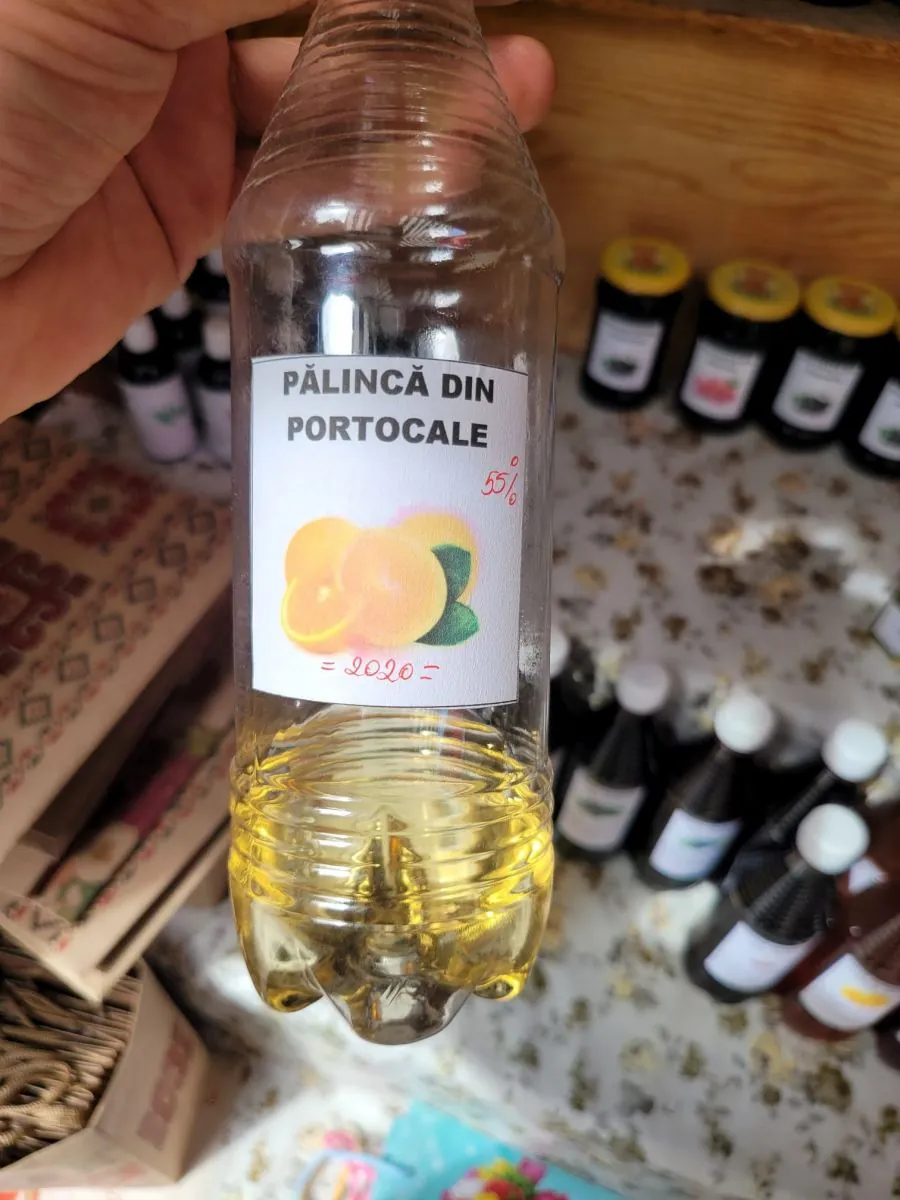 PĂLINCĂ DIN
PORTOCALE
55%
= 2020 =